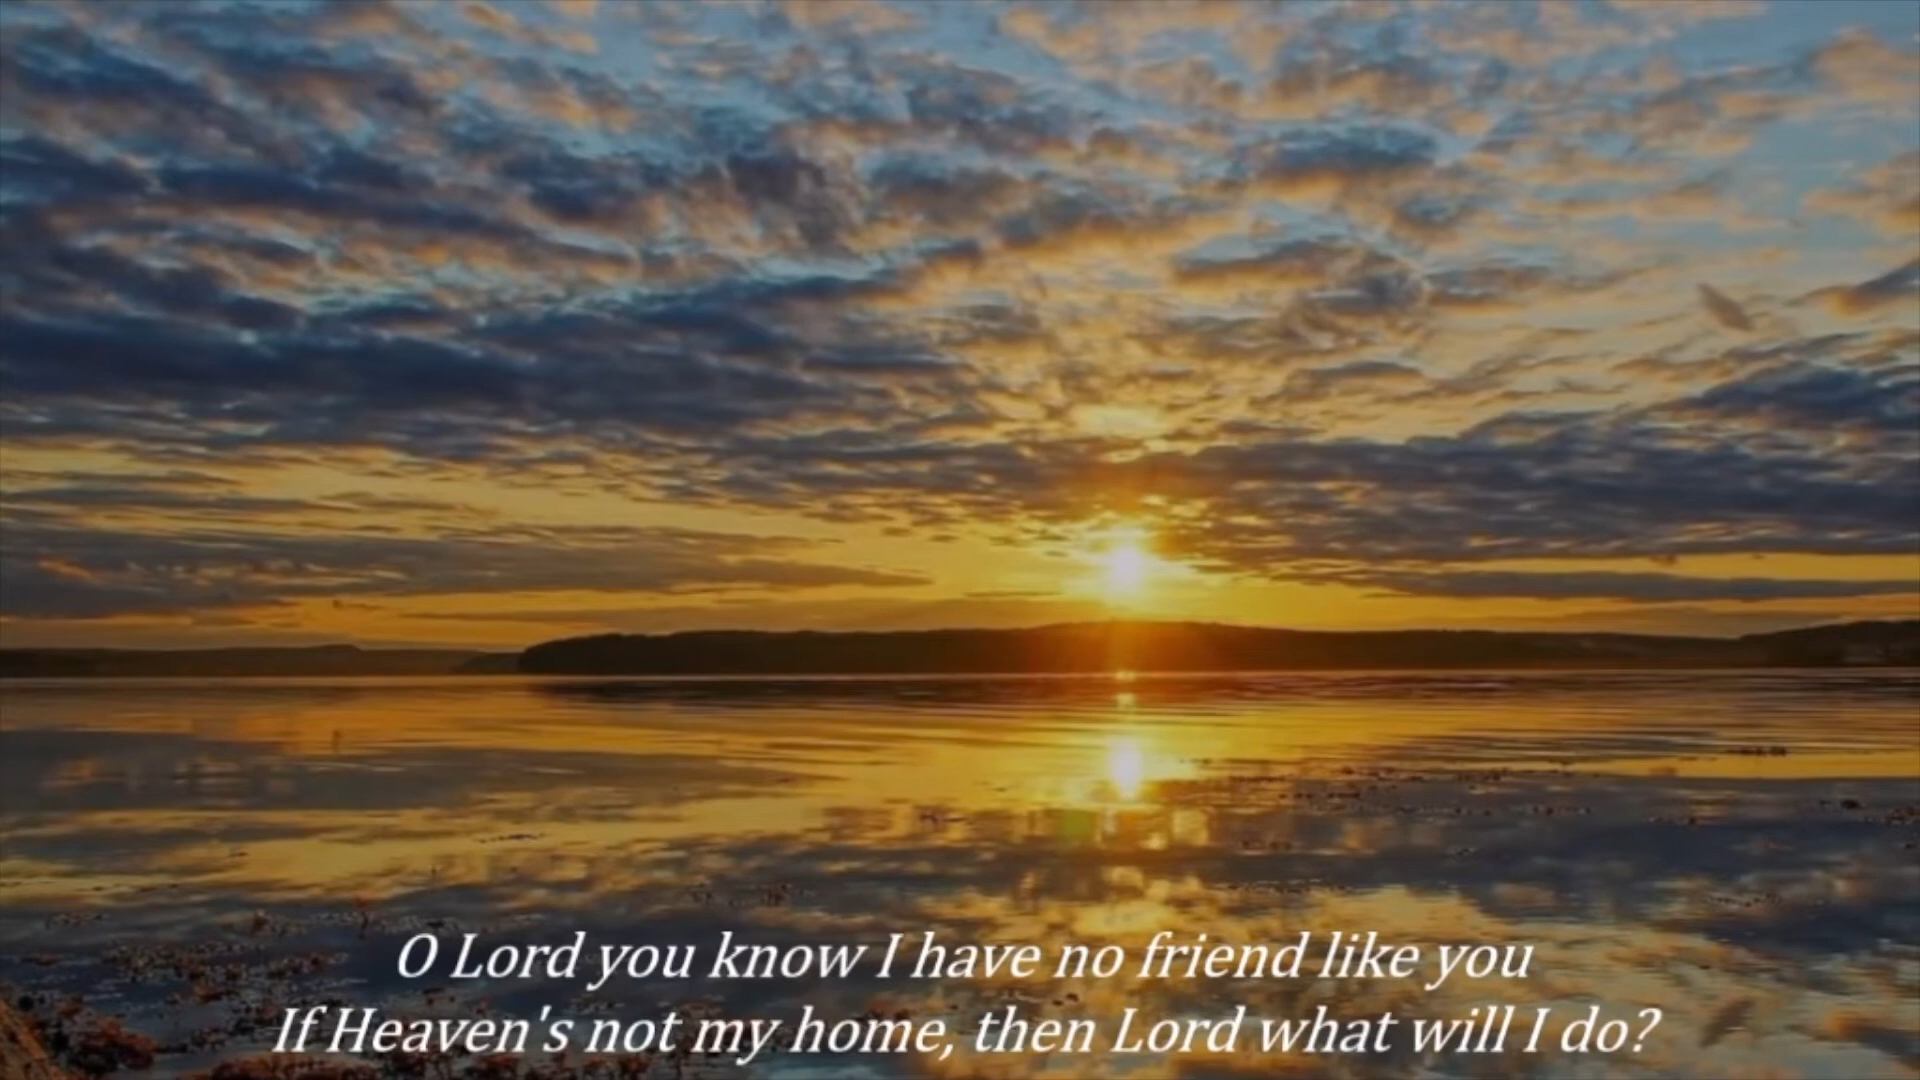 O Lord you know I have no friend like you
If Heaven's not my home, then Lord what will I do?